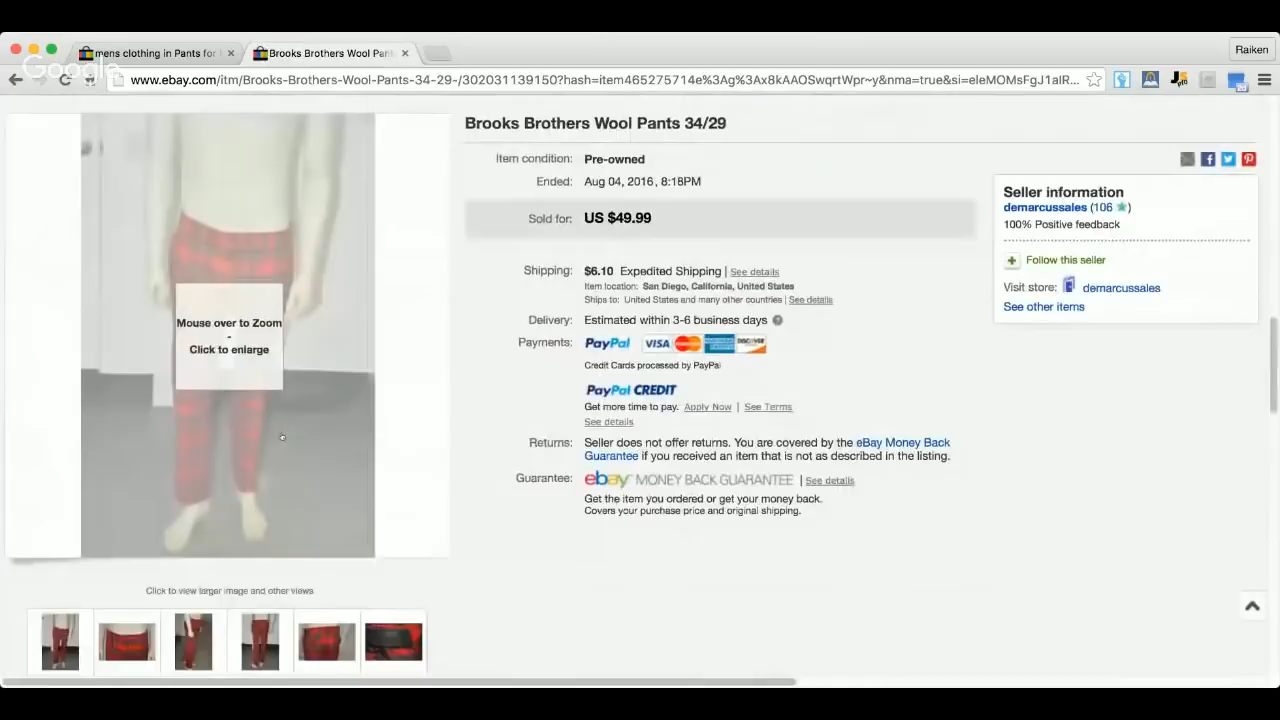 mens clothing in Pants for
Brooks Brothers Wool Pan
Raiken
Google
www.ebay.com/itm/Brooks-Brothers-Wool-Pants-34-29-/302031139150?hash=item465275714e%3Ag%3Ax8kAAOSwqrtWpr~y&nma=true&si=eleMOMsFgJ1alR...
Brooks Brothers Wool Pants 34/29
Item condition: Pre-owned
Ended: Aug 04, 2016, 8:18PM
Sold for: US $49.99
Seller information
demarcussales (106)
100% Positive feedback
Follow this seller
Visit store: demarcussales
See other items
Mouse over to Zoom
-
Click to enlarge
Shipping: $6.10 Expedited Shipping | See details
Item location: San Diego, California, United States
Ships to: United States and many other countries | See details
Delivery: Estimated within 3-6 business days
Payments: PayPal VISA MasterCard AMERICAN EXPRESS DISCOVER
Credit Cards processed by PayPal
PayPal CREDIT
Get more time to pay. Apply Now | See Terms
See details
Returns: Seller does not offer returns. You are covered by the eBay Money Back
Guarantee if you received an item that is not as described in the listing.
Guarantee: ebay MONEY BACK GUARANTEE | See details
Get the item you ordered or get your money back.
Covers your purchase price and original shipping.
Click to view larger image and other views